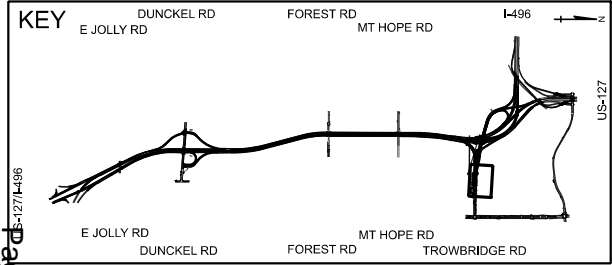 KEY
DUNCKEL RD
FOREST RD
I-496
N
E JOLLY RD
MT HOPE RD
US-127
S-127/I-496
Pa
E JOLLY RD
MT HOPE RD
DUNCKEL RD
FOREST RD
TROWBRIDGE RD